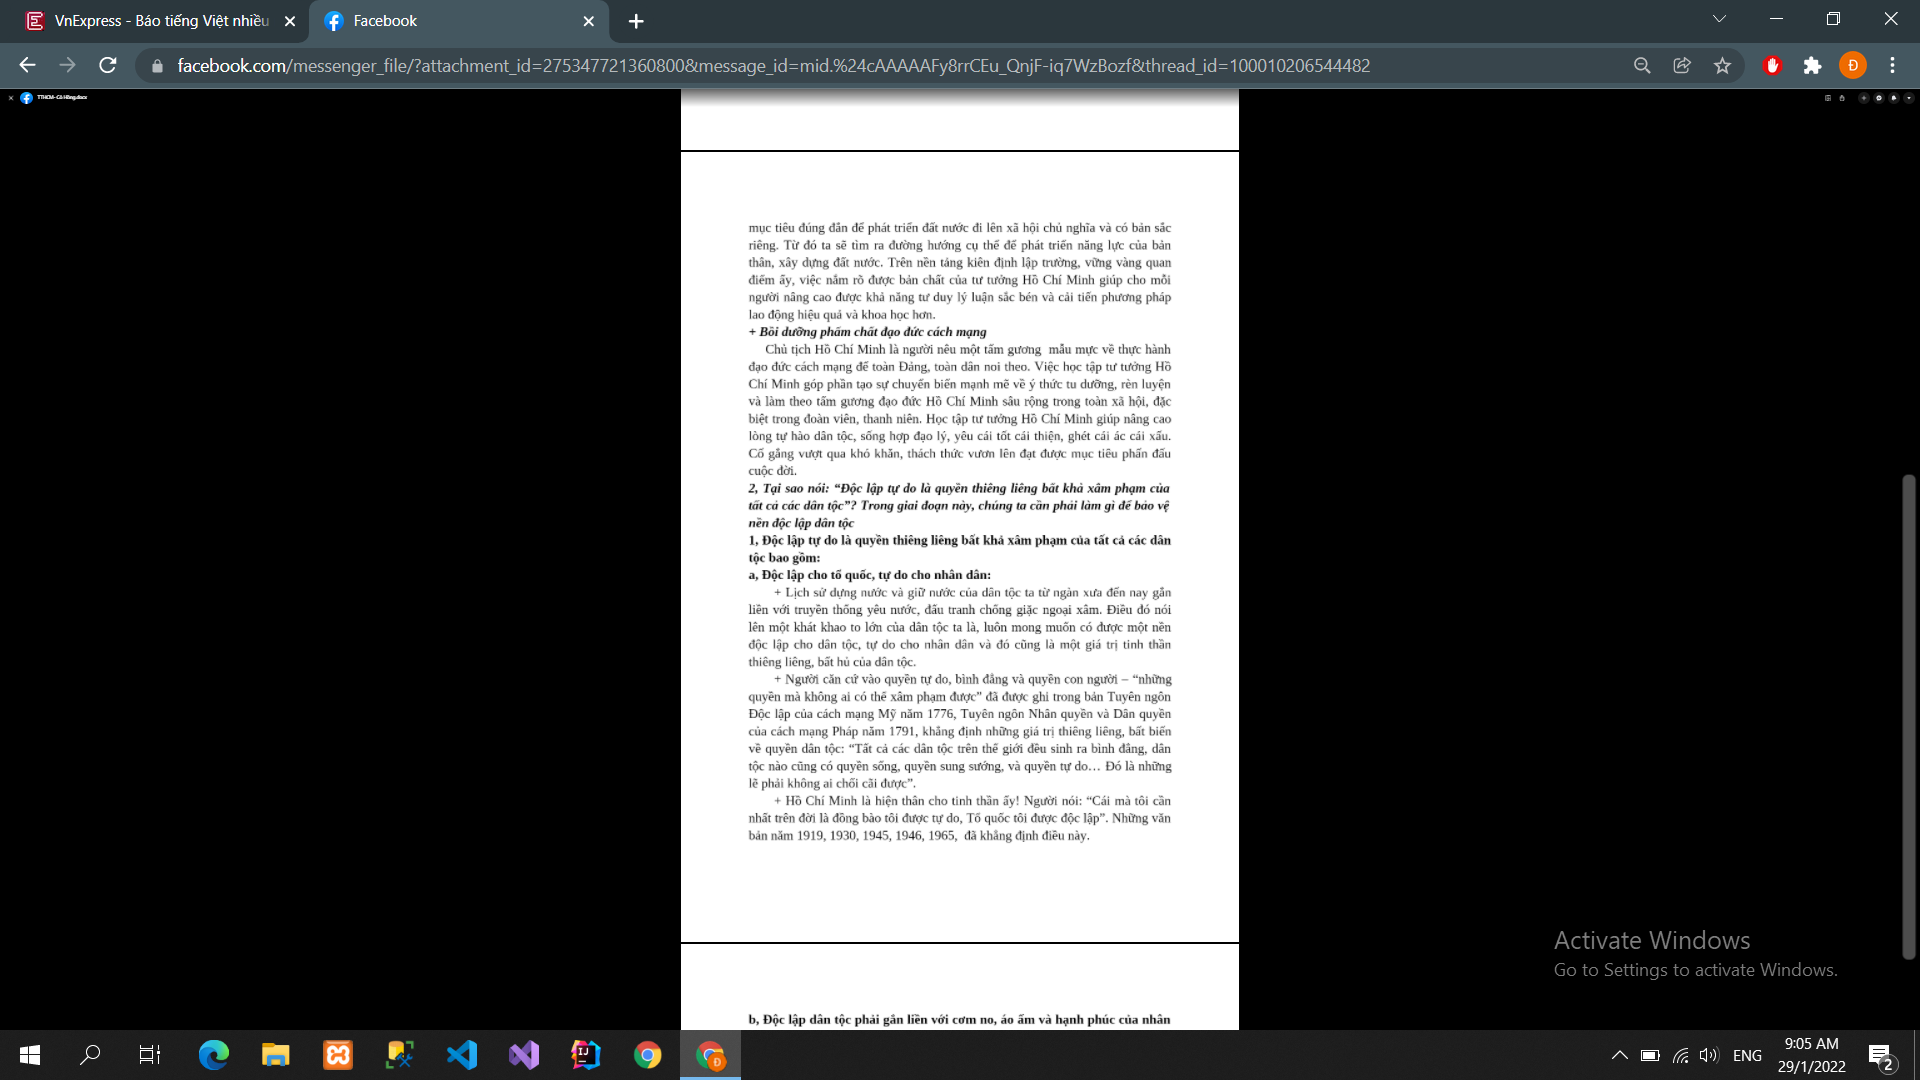 VnExpress - Báo tiếng Việt nhiều
Facebook
facebook.com/messenger_file/?attachment_id=275347721360800&message_id=mid.%24cAAAAAFy8rrCEu_QnjF-iq7WzBozf&thread_id=100010206544482
Đ
TTHCM- Cô Hồng.docx
mục tiêu đúng đắn để phát triển đất nước đi lên xã hội chủ nghĩa và có bản sắc
riêng. Từ đó ta sẽ tìm ra đường hướng cụ thể để phát triển năng lực của bản
thân, xây dựng đất nước. Trên nền tảng kiên định lập trường, vững vàng quan
điểm ấy, việc nắm rõ được bản chất của tư tưởng Hồ Chí Minh giúp cho mỗi
người nâng cao được khả năng tư duy lý luận sắc bén và cải tiến phương pháp
lao động hiệu quả và khoa học hơn.
+ Bồi dưỡng phẩm chất đạo đức cách mạng
Chủ tịch Hồ Chí Minh là người nêu một tấm gương mẫu mực về thực hành
đạo đức cách mạng để toàn Đảng, toàn dân noi theo. Việc học tập tư tưởng Hồ
Chí Minh góp phần tạo sự chuyển biến mạnh mẽ về ý thức tu dưỡng, rèn luyện
và làm theo tấm gương đạo đức Hồ Chí Minh sâu rộng trong toàn xã hội, đặc
biệt trong đoàn viên, thanh niên. Học tập tư tưởng Hồ Chí Minh giúp nâng cao
lòng tự hào dân tộc, sống hợp đạo lý, yêu cái tốt cái thiện, ghét cái ác cái xấu.
Cố gắng vượt qua khó khăn, thách thức vươn lên đạt được mục tiêu phấn đấu
cuộc đời.
2, Tại sao nói: “Độc lập tự do là quyền thiêng liêng bất khả xâm phạm của
tất cả các dân tộc”? Trong giai đoạn này, chúng ta cần phải làm gì để bảo vệ
nền độc lập dân tộc
1, Độc lập tự do là quyền thiêng liêng bất khả xâm phạm của tất cả các dân
tộc bao gồm:
a, Độc lập cho tổ quốc, tự do cho nhân dân:
+ Lịch sử dựng nước và giữ nước của dân tộc ta từ ngàn xưa đến nay gắn
liền với truyền thống yêu nước, đấu tranh chống giặc ngoại xâm. Điều đó nói
lên một khát khao to lớn của dân tộc ta là, luôn mong muốn có được một nền
độc lập cho dân tộc, tự do cho nhân dân và đó cũng là một giá trị tinh thần
thiêng liêng, bất hủ của dân tộc.
+ Người căn cứ vào quyền tự do, bình đẳng và quyền con người – “những
quyền mà không ai có thể xâm phạm được” đã được ghi trong bản Tuyên ngôn
Độc lập của cách mạng Mỹ năm 1776, Tuyên ngôn Nhân quyền và Dân quyền
của cách mạng Pháp năm 1791, khẳng định những giá trị thiêng liêng, bất biến
về quyền dân tộc: “Tất cả các dân tộc trên thế giới đều sinh ra bình đẳng, dân
tộc nào cũng có quyền sống, quyền sung sướng, và quyền tự do… Đó là những
lẽ phải không ai chối cãi được”.
+ Hồ Chí Minh là hiện thân cho tinh thần ấy! Người nói: “Cái mà tôi cần
nhất trên đời là đồng bào tôi được tự do, Tổ quốc tôi được độc lập”. Những văn
bản năm 1919, 1930, 1945, 1946, 1965, đã khẳng định điều này.
b, Độc lập dân tộc phải gắn liền với cơm no, áo ấm và hạnh phúc của nhân
Activate Windows
Go to Settings to activate Windows.
ENG
9:05 AM
29/1/2022
2